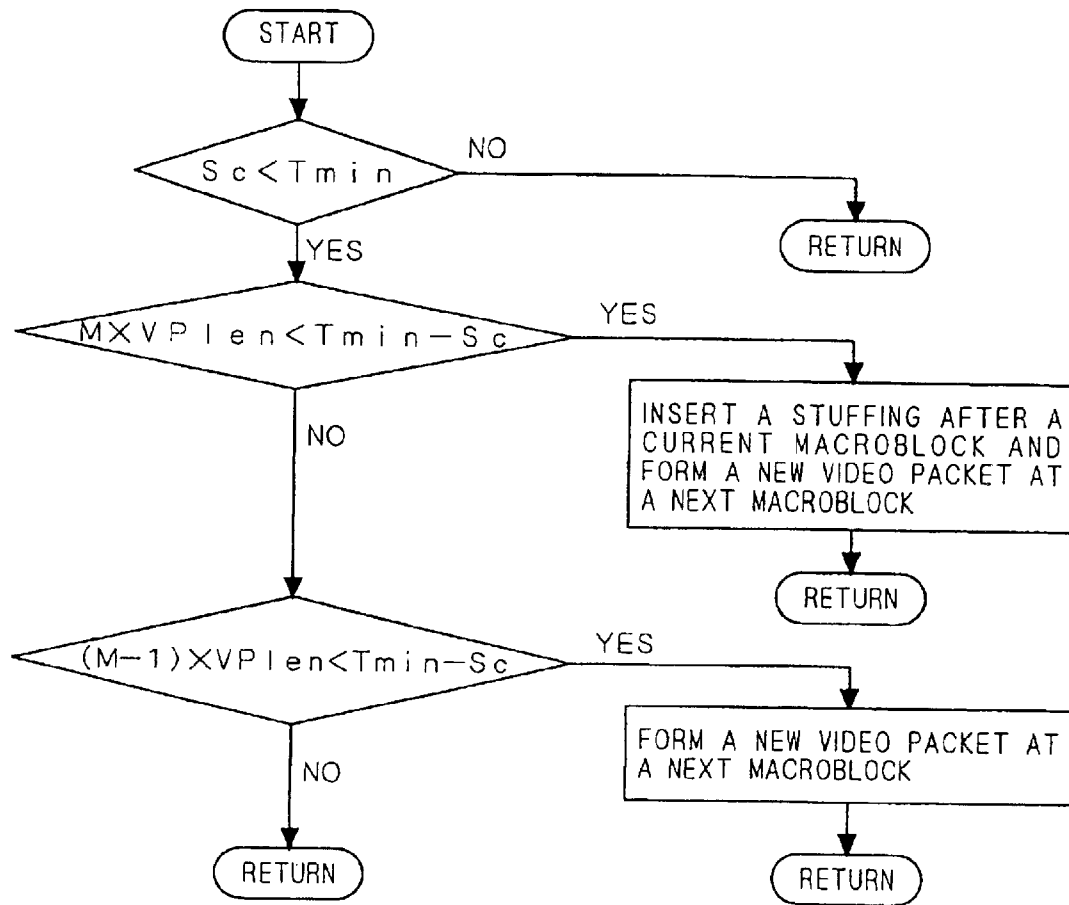 START
Sc<Tmin
NO
RETURN
YES
M×VPlen<Tmin−Sc
YES
INSERT A STUFFING AFTER A
CURRENT MACROBLOCK AND
FORM A NEW VIDEO PACKET AT
A NEXT MACROBLOCK
NO
RETURN
(M−1)×VPlen<Tmin−Sc
YES
FORM A NEW VIDEO PACKET AT
A NEXT MACROBLOCK
NO
RETURN
RETURN